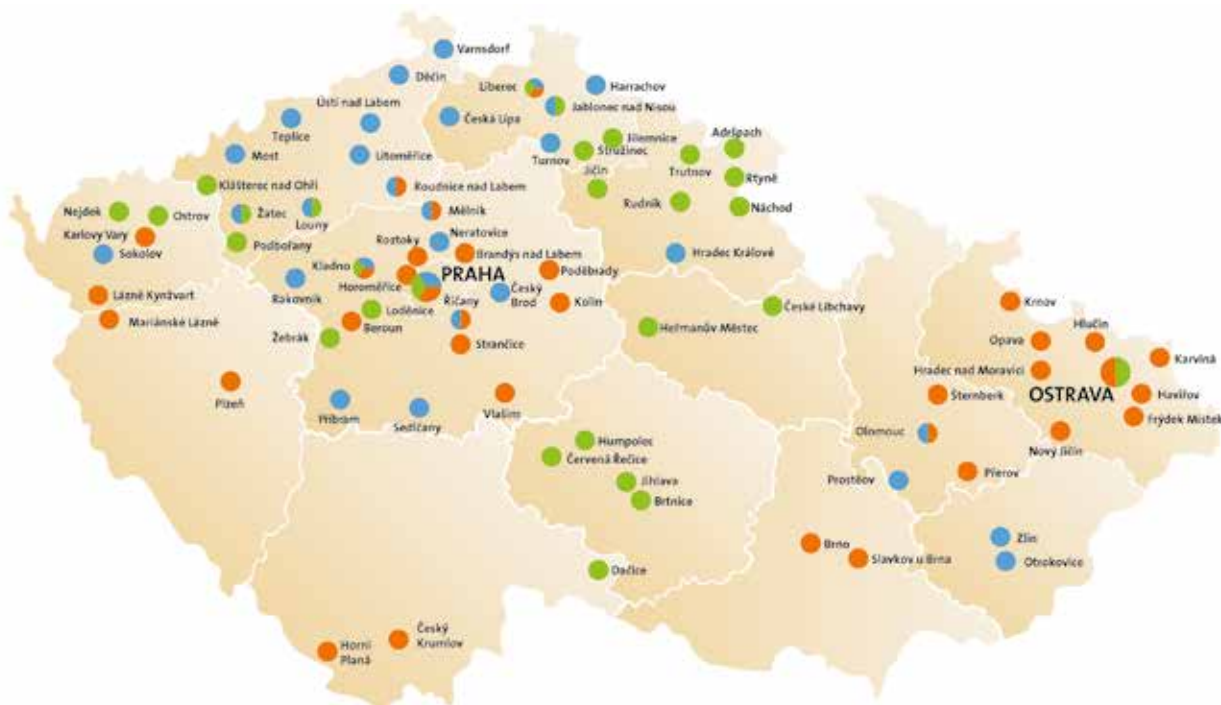 Varnsdorf
Děčín
Liberec
Harrachov
Ústí nad Labem
Jablonec nad Nisou
Česká Lípa
Teplice
Jilemnice
Adešpach
Most
Litoměřice
Turnov
Stružinec
Jičín
Trutnov
Klášterec nad Ohří
Roudnice nad Labem
Rtyně
Nejdek
Ostrov
Žatec
Louny
Mělník
Rudník
Náchod
Karlovy Vary
Podbořany
Roztoky
Neratovice
Sokolov
Brandýs nad Labem
Hradec Králové
Kladno
PRAHA
Poděbrady
Rakovník
Horoměřice
Český
Brod
Lázně Kynžvart
Říčany
Kolín
České Libchavy
Krnov
Loděnice
Mariánské Lázně
Beroun
Heřmanův Městec
Hlučín
Žebrák
Strančice
Opava
Karviná
Hradec nad Moravicí
Plzeň
Šternberk
OSTRAVA
Havířov
Vlašim
Příbram
Sedlčany
Frýdek Místek
Olomouc
Humpolec
Nový Jičín
Červená Řečice
Přerov
Jihlava
Prostěov
Brtnice
Brno
Zlín
Slavkov u Brna
Otrokovice
Dačice
Český
Krumlov
Horní
Planá